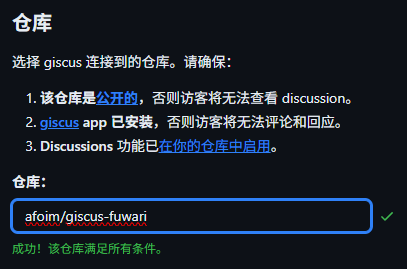 仓库
选择 giscus 连接到的仓库。请确保：
1. 该仓库是公开的，否则访客将无法查看 discussion。
2. giscus app 已安装，否则访客将无法评论和回应。
3. Discussions 功能已在你的仓库中启用。
仓库：
afoim/giscus-fuwari
成功！该仓库满足所有条件。